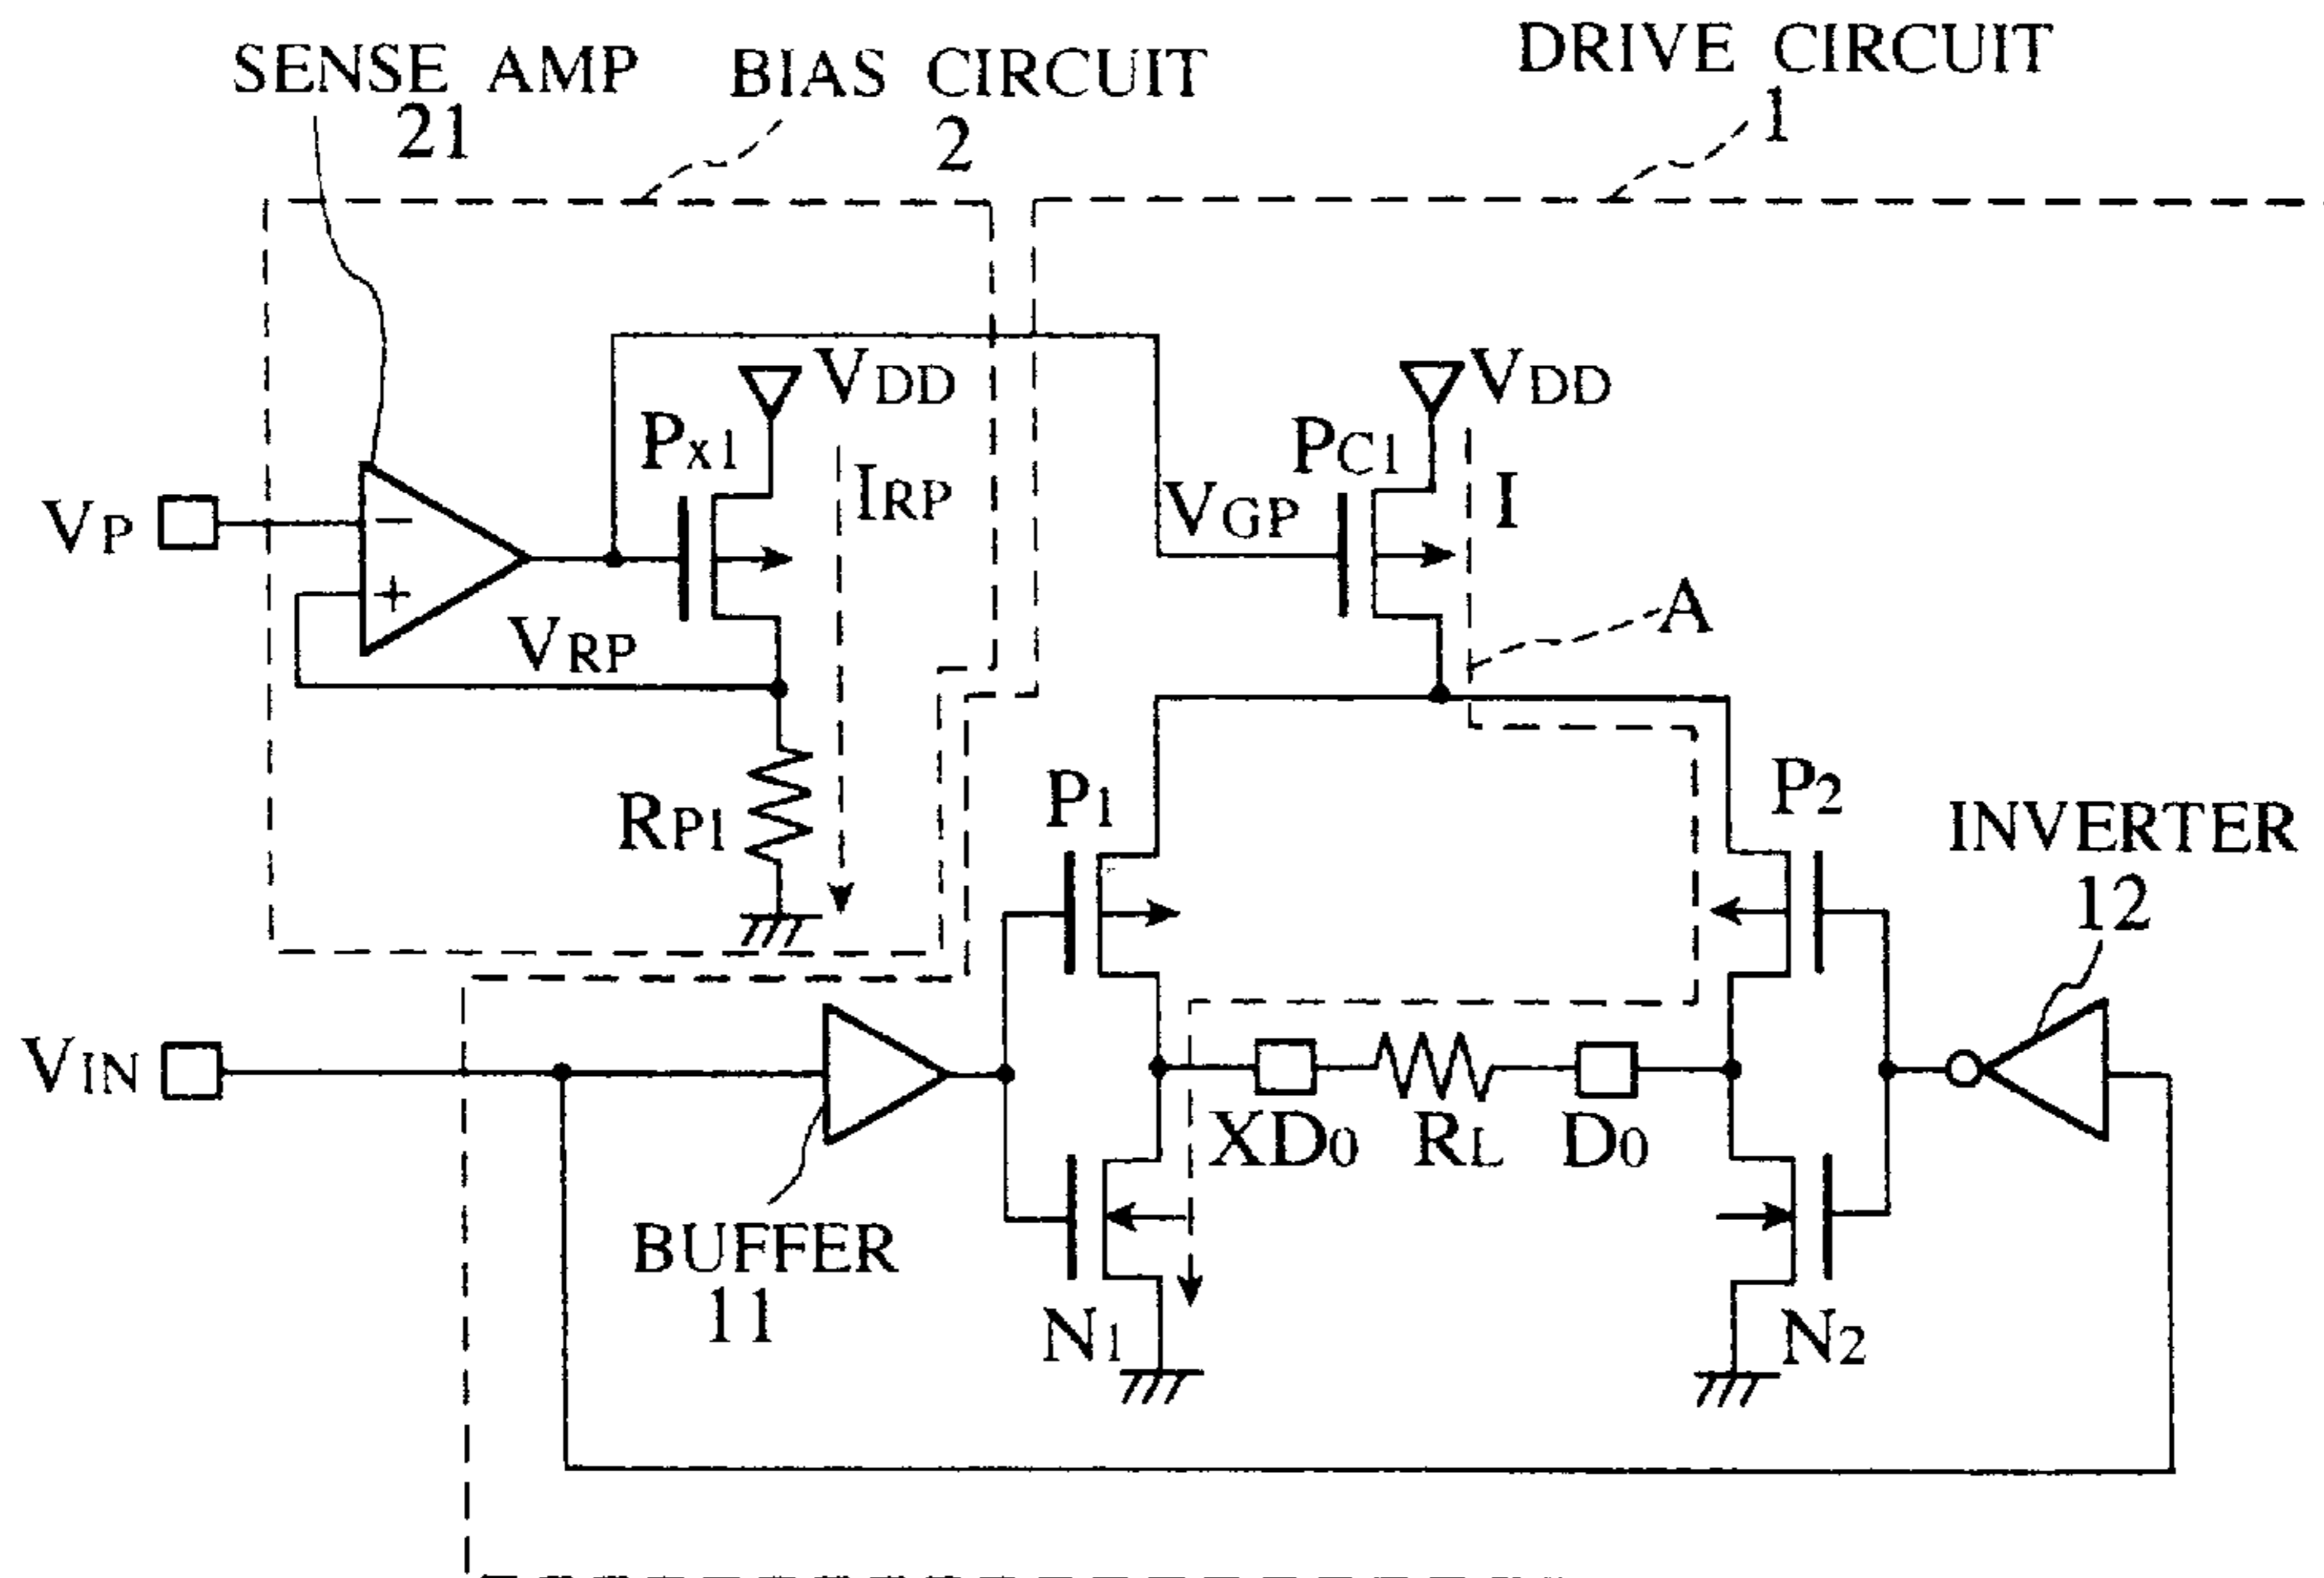 SENSE AMP
21
BIAS CIRCUIT
2
DRIVE CIRCUIT
1
VDD
VDD
PX1
IRP
PC1
I
VP
−
+
VGP
VRP
A
RP1
P1
P2
INVERTER
12
VIN
XD0
RL
D0
BUFFER
11
N1
N2